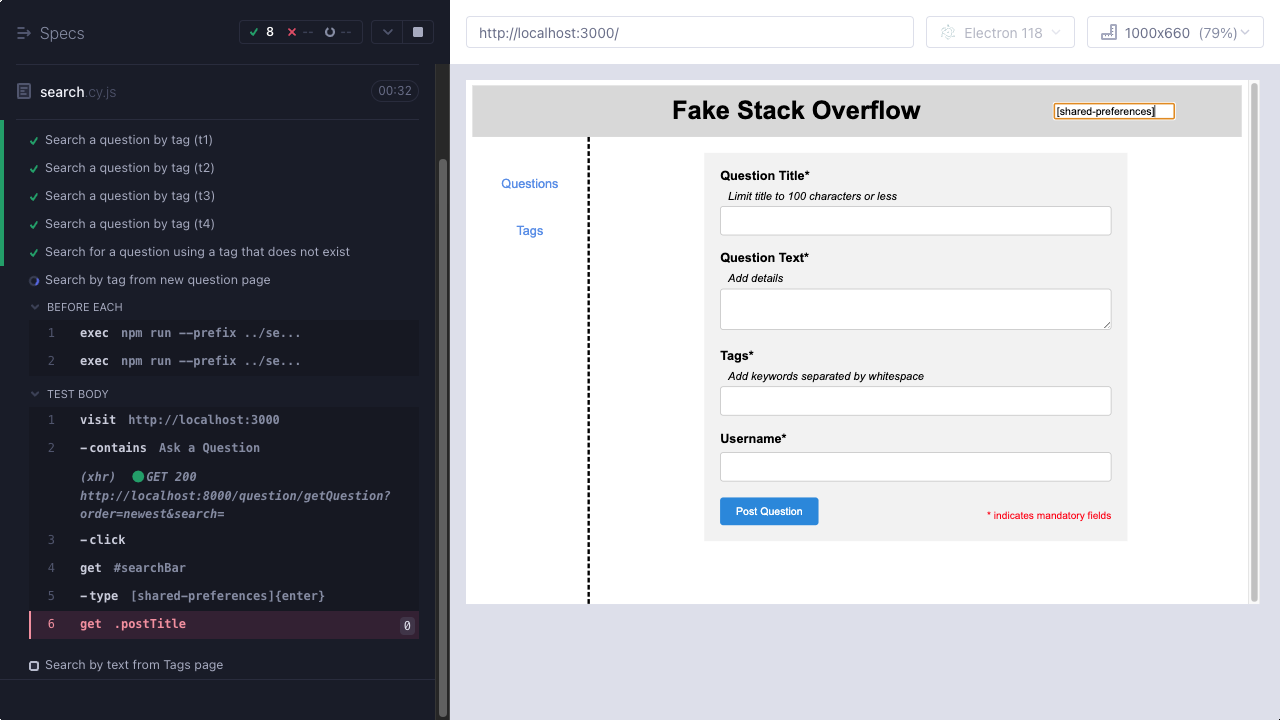 Specs
8 -- --
search.cy.js
00:32
Search a question by tag (t1)
Search a question by tag (t2)
Search a question by tag (t3)
Search a question by tag (t4)
Search for a question using a tag that does not exist
Search by tag from new question page
BEFORE EACH
1 exec npm run --prefix ../se...
2 exec npm run --prefix ../se...
TEST BODY
1 visit http://localhost:3000
2 -contains Ask a Question
(xhr) GET 200
http://localhost:8000/question/getQuestion?
order=newest&search=
3 -click
4 get #searchBar
5 -type [shared-preferences]{enter}
6 get .postTitle 0
Search by text from Tags page
http://localhost:3000/
Electron 118
1000x660 (79%)
Fake Stack Overflow
[shared-preferences]
Questions
Tags
Question Title*
Limit title to 100 characters or less
Question Text*
Add details
Tags*
Add keywords separated by whitespace
Username*
Post Question
* indicates mandatory fields